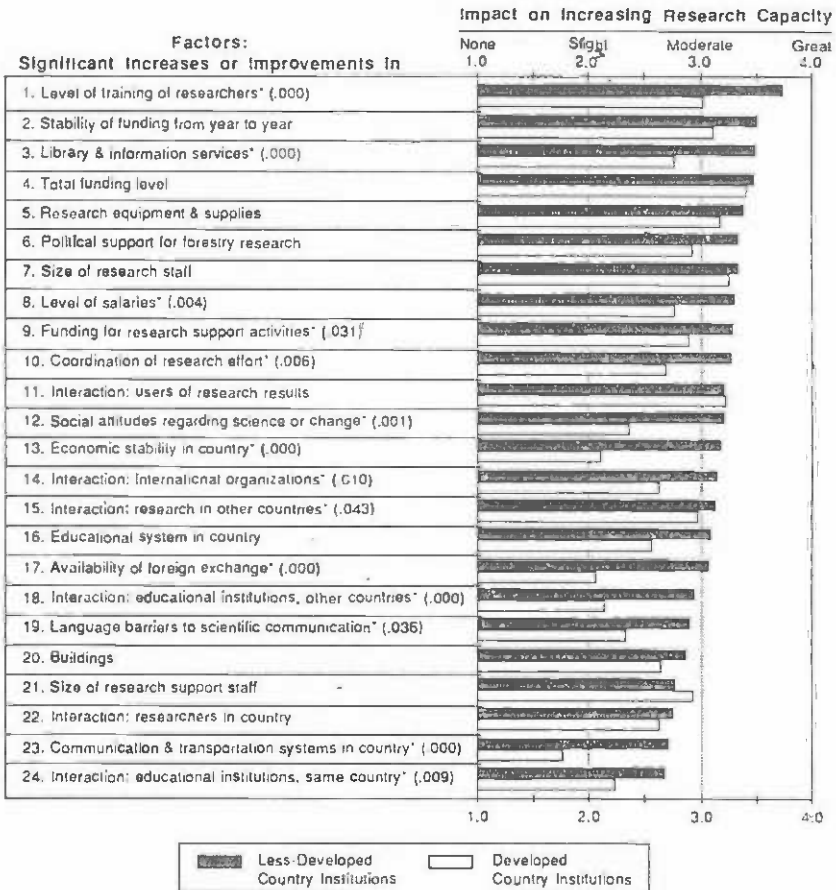 Impact on Increasing Research Capacity
Factors:
Significant Increases or Improvements in
None Slight Moderate Great
1.0 2.0 3.0 4.0
1. Level of training of researchers* (.000)
2. Stability of funding from year to year
3. Library & information services* (.000)
4. Total funding level
5. Research equipment & supplies
6. Political support for forestry research
7. Size of research staff
8. Level of salaries* (.004)
9. Funding for research support activities* (.031)
10. Coordination of research effort* (.006)
11. Interaction: users of research results
12. Social attitudes regarding science or change* (.001)
13. Economic stability in country* (.000)
14. Interaction: International organizations* (.010)
15. Interaction: research in other countries* (.043)
16. Educational system in country
17. Availability of foreign exchange* (.000)
18. Interaction: educational institutions, other countries* (.000)
19. Language barriers to scientific communication* (.036)
20. Buildings
21. Size of research support staff
22. Interaction: researchers in country
23. Communication & transportation systems in country* (.000)
24. Interaction: educational institutions, same country* (.009)
1.0 2.0 3.0 4.0
Less-Developed
Country Institutions
Developed
Country Institutions